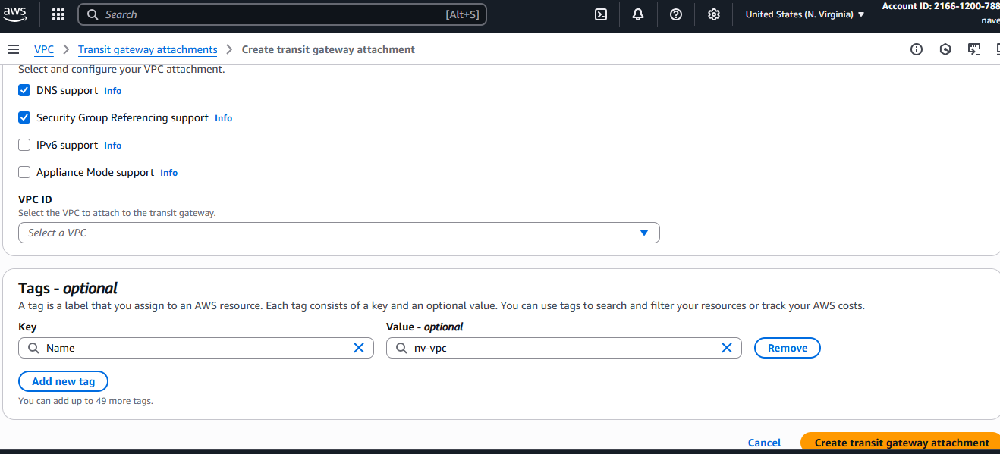 aws
Search [Alt+S] United States (N. Virginia) Account ID: 2166-1200-788
nave
VPC Transit gateway attachments Create transit gateway attachment
Select and configure your VPC attachment.
DNS support Info
Security Group Referencing support Info
IPv6 support Info
Appliance Mode support Info
VPC ID
Select the VPC to attach to the transit gateway.
Select a VPC
Tags - optional
A tag is a label that you assign to an AWS resource. Each tag consists of a key and an optional value. You can use tags to search and filter your resources or track your AWS costs.
Key Value - optional
Name nv-vpc Remove
Add new tag
You can add up to 49 more tags.
Cancel Create transit gateway attachment